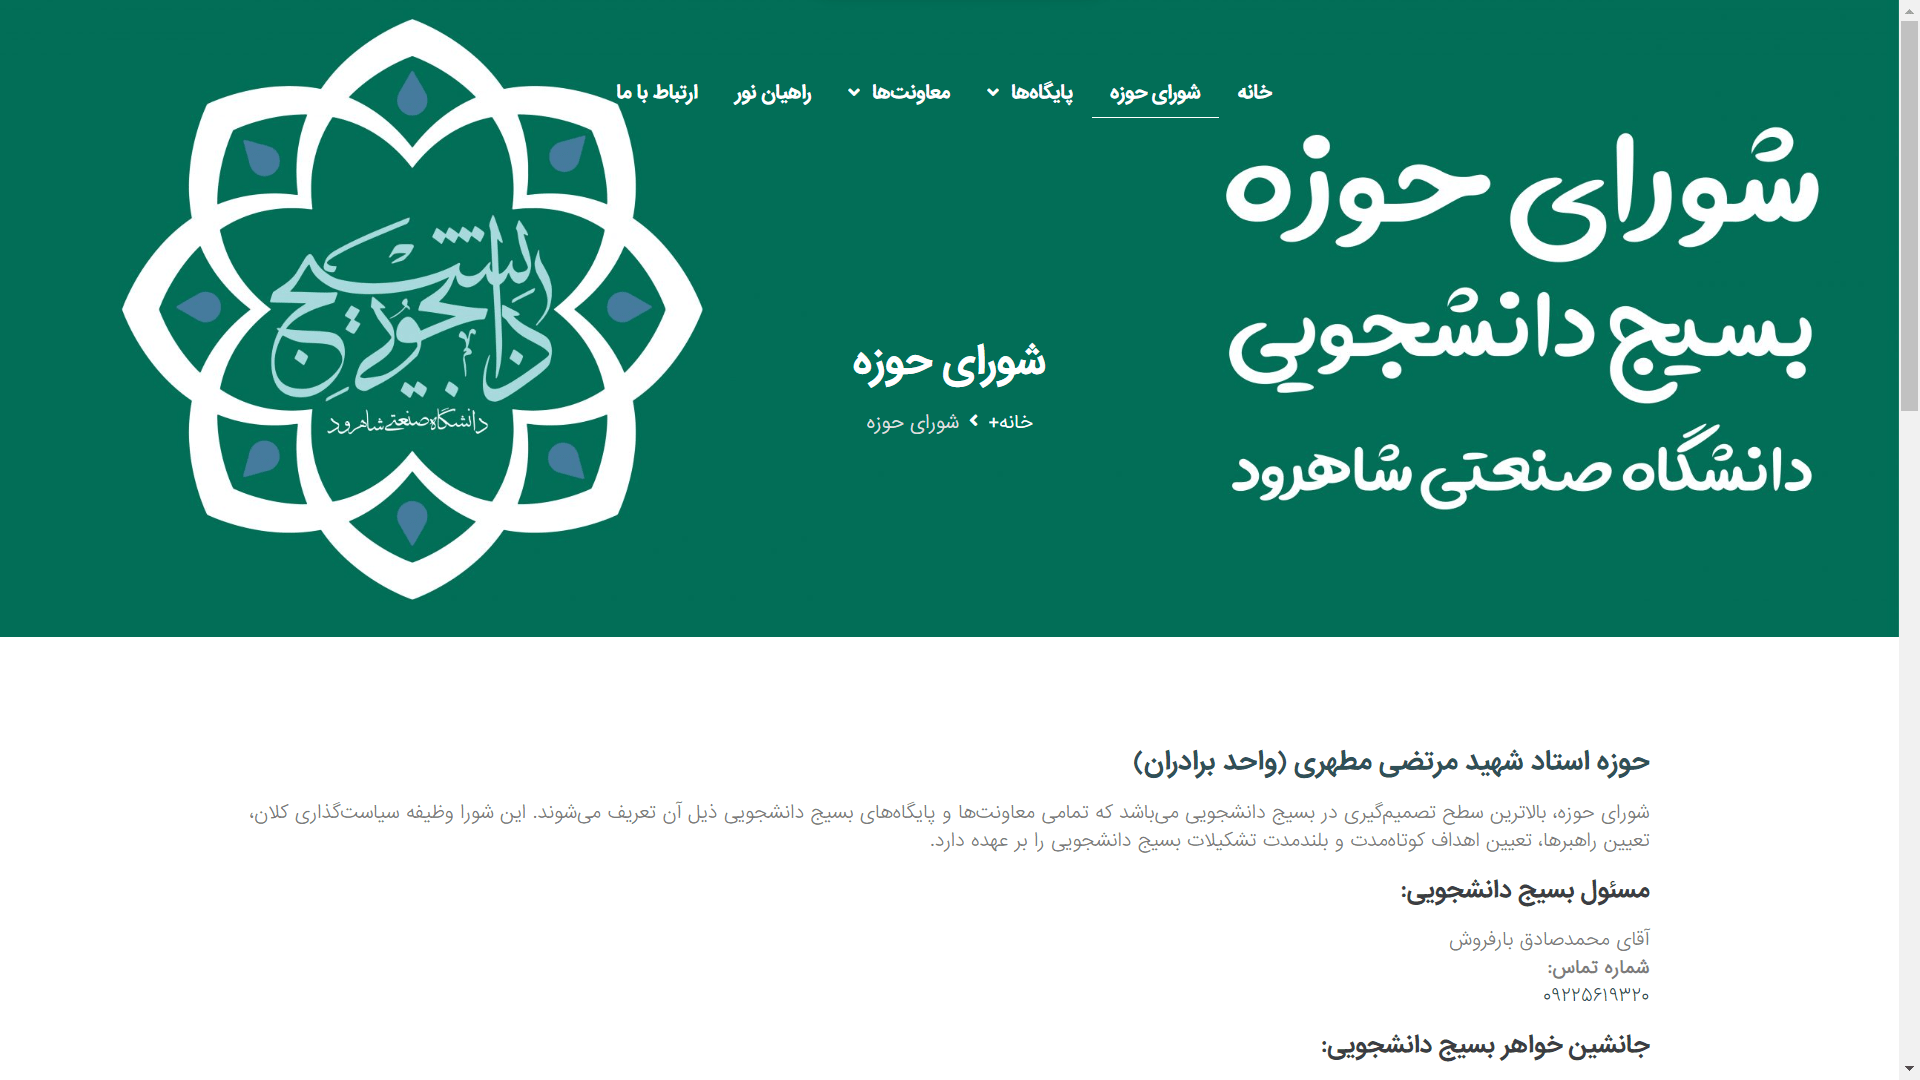 خانه
شورای حوزه
پایگاه‌ها
معاونت‌ها
راهیان نور
ارتباط با ما
شورای حوزه
بسیج دانشجویی
دانشگاه صنعتی شاهرود
بسیج دانشجویی
دانشگاه صنعتی شاهرود
شورای حوزه
خانه+ شورای حوزه
حوزه استاد شهید مرتضی مطهری (واحد برادران)
شورای حوزه، بالاترین سطح تصمیم‌گیری در بسیج دانشجویی می‌باشد که تمامی معاونت‌ها و پایگاه‌های بسیج دانشجویی ذیل آن تعریف می‌شوند. این شورا وظیفه سیاست‌گذاری کلان،
تعیین راهبرها، تعیین اهداف کوتاه‌مدت و بلندمدت تشکیلات بسیج دانشجویی را بر عهده دارد.
مسئول بسیج دانشجویی:
آقای محمدصادق بارفروش
شماره تماس:
۰۹۲۲۵۶۱۹۳۲۰
جانشین خواهر بسیج دانشجویی: